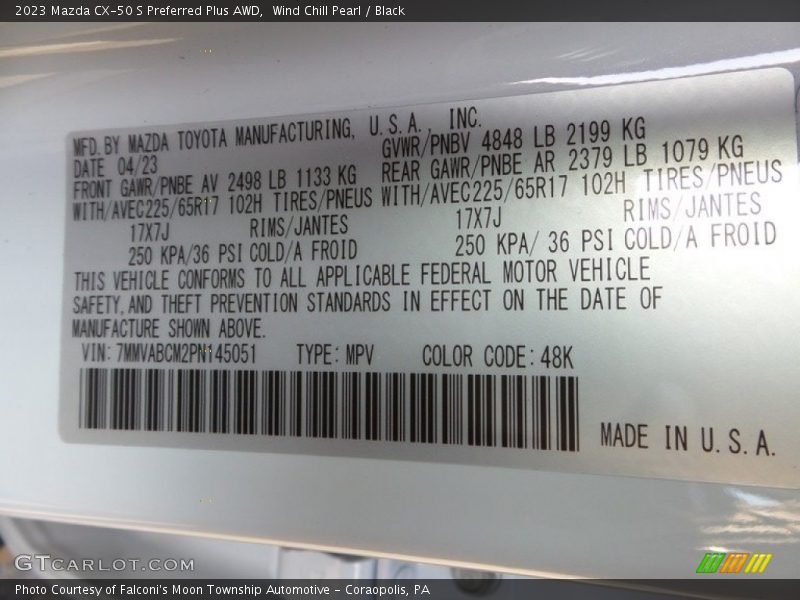 2023 Mazda CX-50 S Preferred Plus AWD,  Wind Chill Pearl / Black
MFD. BY MAZDA TOYOTA MANUFACTURING, U.S.A., INC.
DATE 04/23 GVWR/PNBV 4848 LB 2199 KG
FRONT GAWR/PNBE AV 2498 LB 1133 KG REAR GAWR/PNBE AR 2379 LB 1079 KG
WITH/AVEC225/65R17 102H TIRES/PNEUS WITH/AVEC225/65R17 102H TIRES/PNEUS
17X7J RIMS/JANTES 17X7J RIMS/JANTES
250 KPA/36 PSI COLD/A FROID 250 KPA/ 36 PSI COLD/A FROID
THIS VEHICLE CONFORMS TO ALL APPLICABLE FEDERAL MOTOR VEHICLE
SAFETY, AND THEFT PREVENTION STANDARDS IN EFFECT ON THE DATE OF
MANUFACTURE SHOWN ABOVE.
VIN: 7MMVABCM2PN145051 TYPE: MPV COLOR CODE: 48K
MADE IN U.S.A.
GTCARLOT.COM
Photo Courtesy of Falconi's Moon Township Automotive - Coraopolis, PA